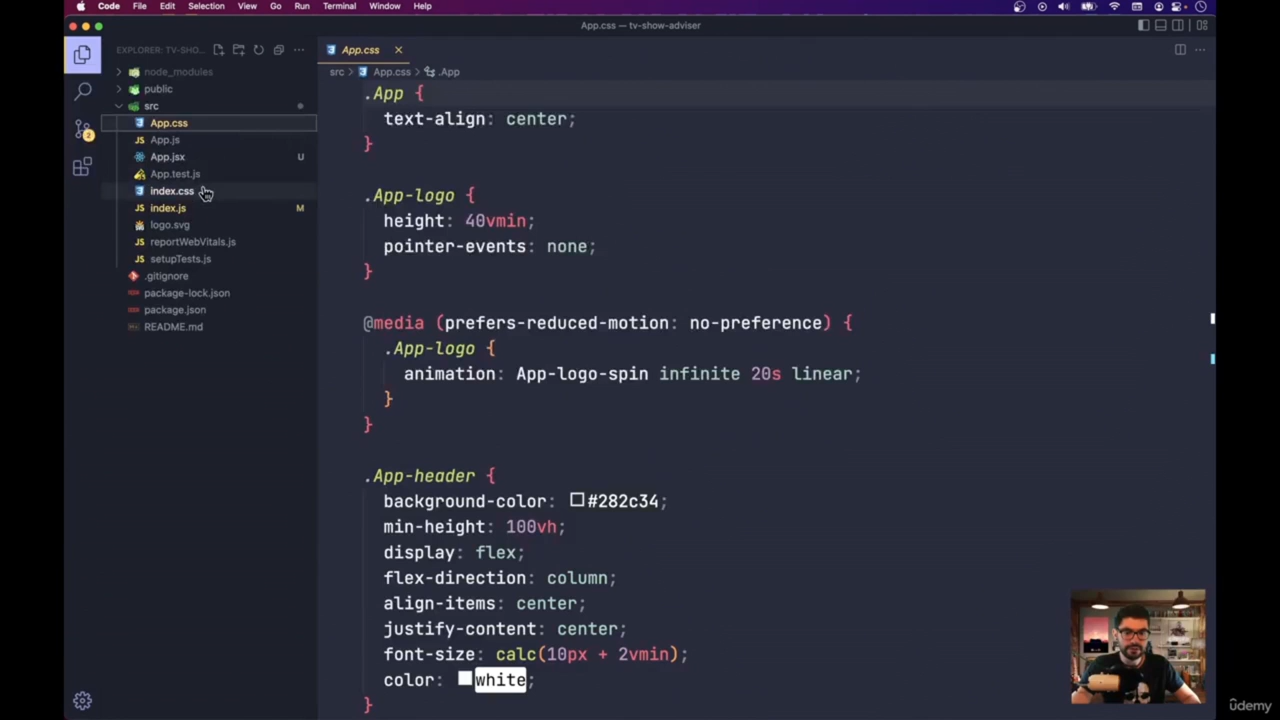 Code File Edit Selection View Go Run Terminal Window Help
App.css — tv-show-adviser
EXPLORER: TV-SHO...
App.css
node_modules
src > App.css > .App
public
src
App.css
App.js
App.jsx U
App.test.js
index.css
index.js M
logo.svg
reportWebVitals.js
setupTests.js
.gitignore
package-lock.json
package.json
README.md
2
.App {
text-align: center;
}
.App-logo {
height: 40vmin;
pointer-events: none;
}
@media (prefers-reduced-motion: no-preference) {
.App-logo {
animation: App-logo-spin infinite 20s linear;
}
}
.App-header {
background-color: #282c34;
min-height: 100vh;
display: flex;
flex-direction: column;
align-items: center;
justify-content: center;
font-size: calc(10px + 2vmin);
color: white;
}
udemy